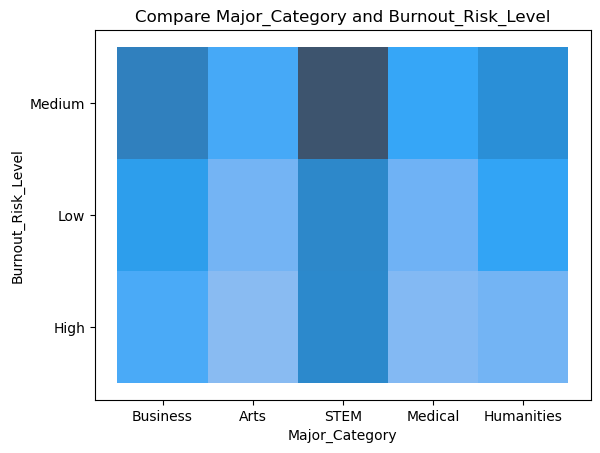 Compare Major_Category and Burnout_Risk_Level
Burnout_Risk_Level
Medium
Low
High
Business Arts STEM Medical Humanities
Major_Category